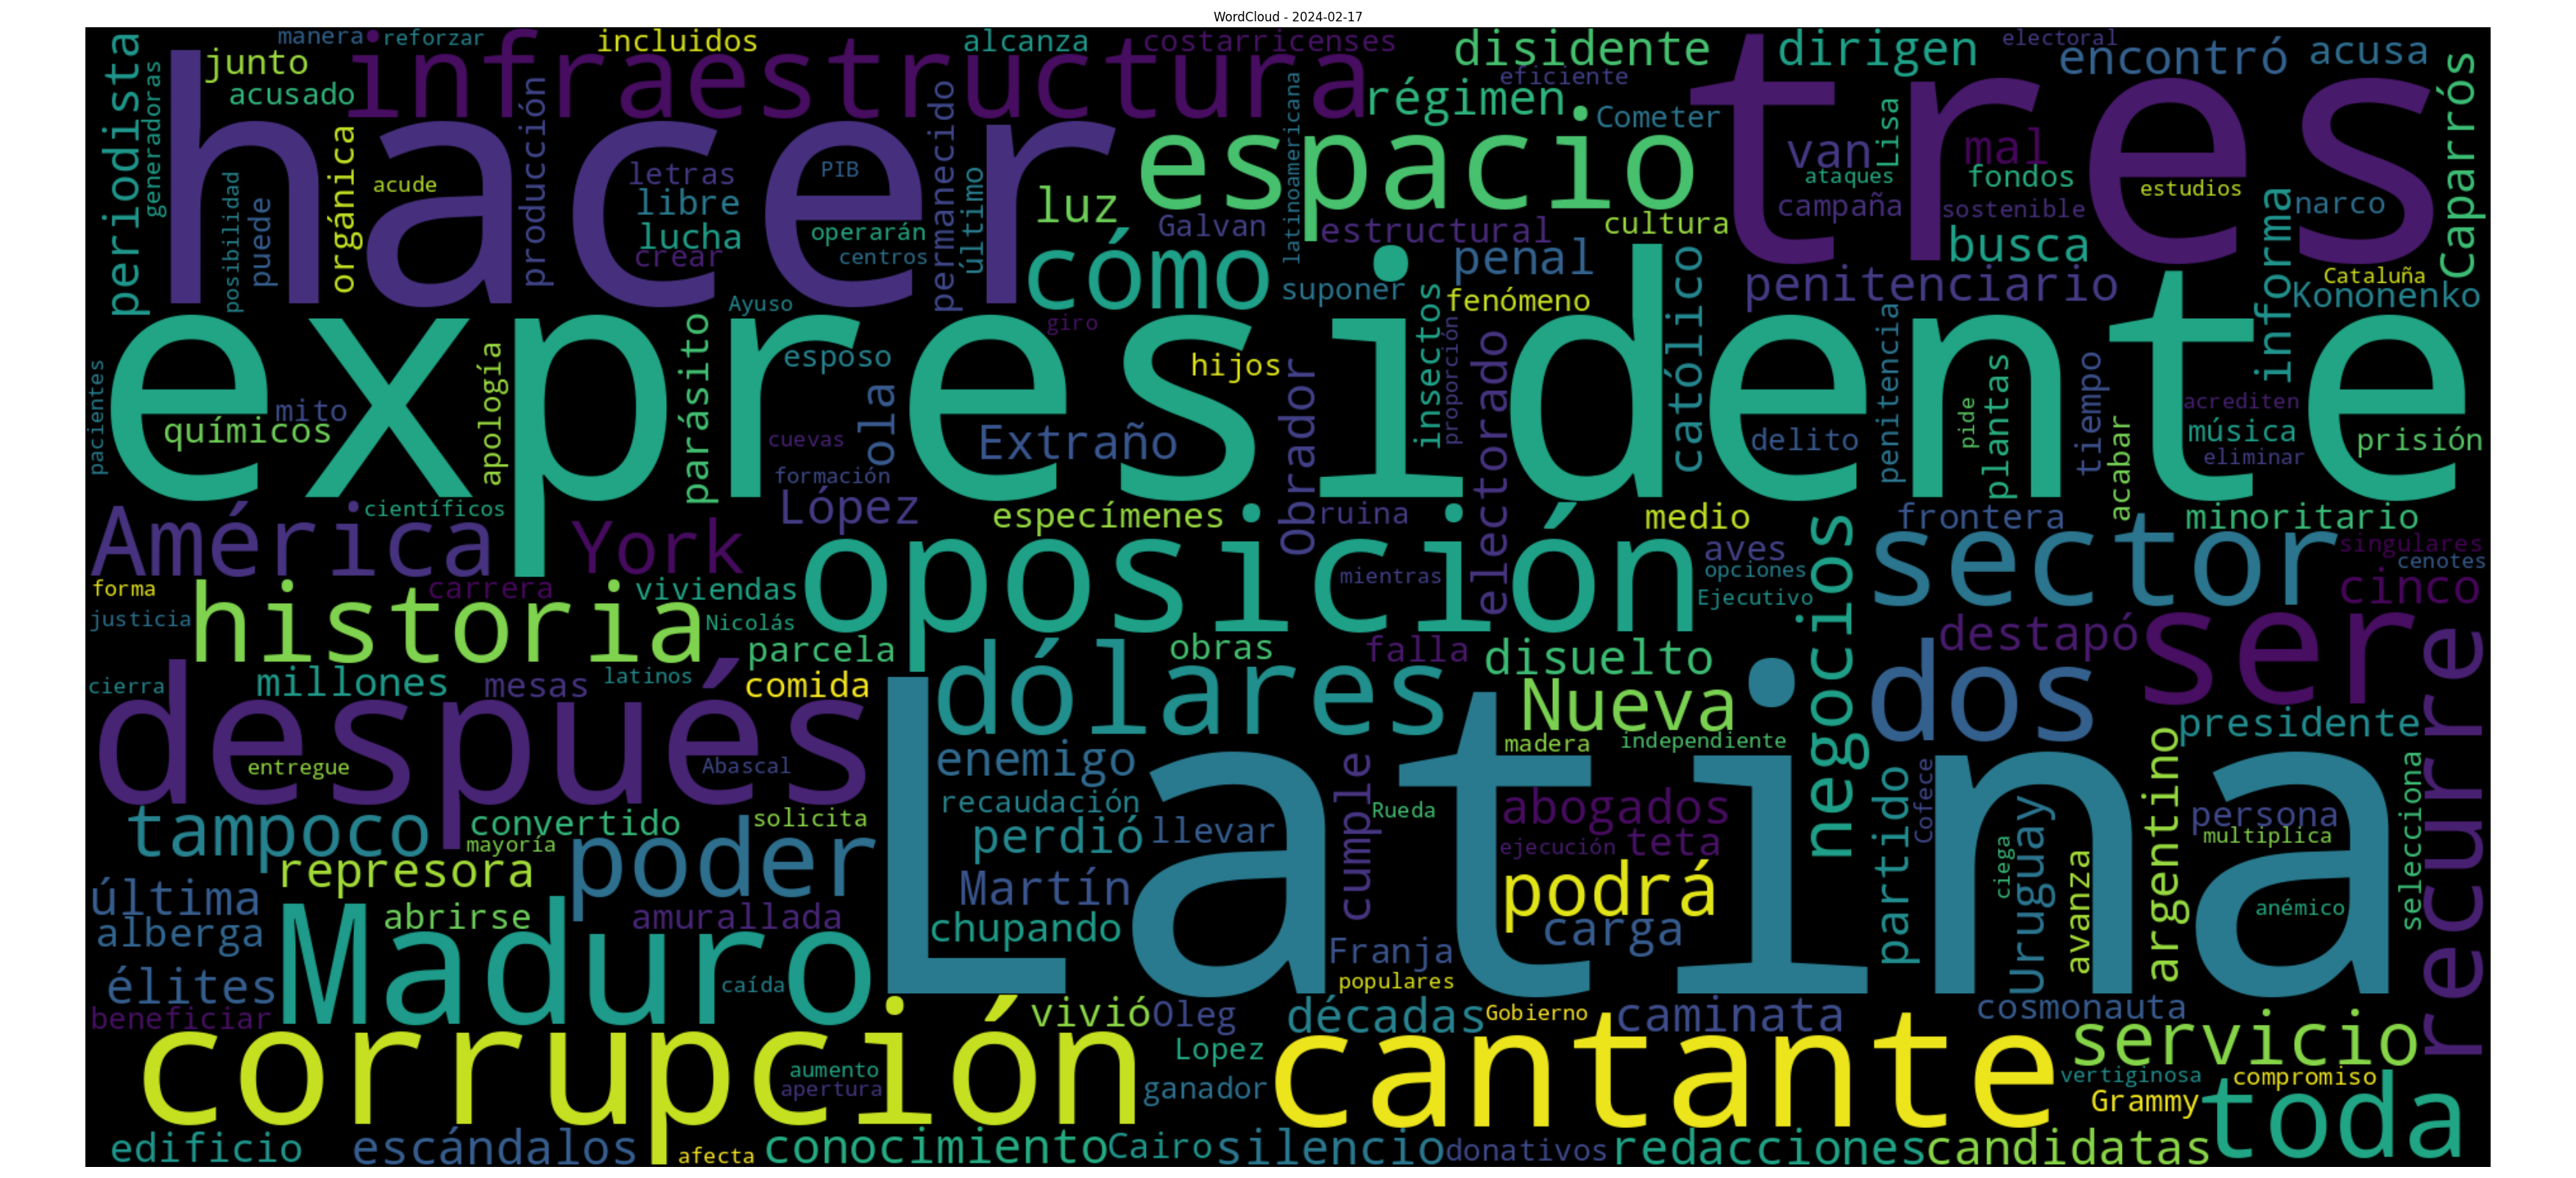 WordCloud - 2024-02-17
manera
reforzar
incluidos
alcanza
costarricenses
disidente
dirigen
electoral
encontró
acusa
periodista
junto
infraestructura
eficiente
acusado
generadoras
hacer
tres
régimen
Cometer
Caparrós
espacio
producción
permanecido
latinoamericana
orgánica
posibilidad
puede
acude
letras
PIB
libre
último
luz
Galvan
estructural
cultura
van
Lisa
mal
ataques
fondos
estudios
campaña
sostenible
informa
narco
lucha
operarán
crear
centros
cómo
penal
católico
busca
suponer
fenómeno
penitenciario
Cataluña
Kononenko
Ayuso
giro
expresidente
pacientes
apología
parásito
esposo
hijos
insectos
proporción
electorado
penitencia
plantas
pide
tiempo
acrediten
mito
químicos
cuevas
ola
Extraño
obrador
delito
música
prisión
formación
eliminar
acabar
América
científicos
York
López
especímenes
ruina
medio
frontera
minoritario
negocios
sector
singulares
forma
carrera
viviendas
oposición
mientras
aves
opciones
cenotes
justicia
historia
Nicolás
Ejecutivo
cinco
parcela
obras
falla
disuelto
destapó
ser
recurre
cierra
millones
mesas
latinos
comida
dólares
Nueva
dos
después
entregue
Abascal
enemigo
madera
independiente
presidente
argentino
selecciona
Latina
cumple
recaudación
Rueda
abogados
partido
Cofece
Uruguay
persona
multiplica
tampoco
convertido
solicita
mayoría
perdió
llevar
ejecución
teta
ciega
avanza
represora
poder
Martín
podrá
última
abrirse
amurallada
anémico
alberga
chupando
carga
Franja
élites
Maduro
caída
populares
beneficiar
vivió
Oleg
décadas
Gobierno
caminata
cosmonauta
corrupción
Lopez
cantante
servicio
aumento
apertura
ganador
vertiginosa
compromiso
Grammy
toda
edificio
escándalos
afecta
conocimiento
Cairo
silencio
donativos
redacciones
candidatas